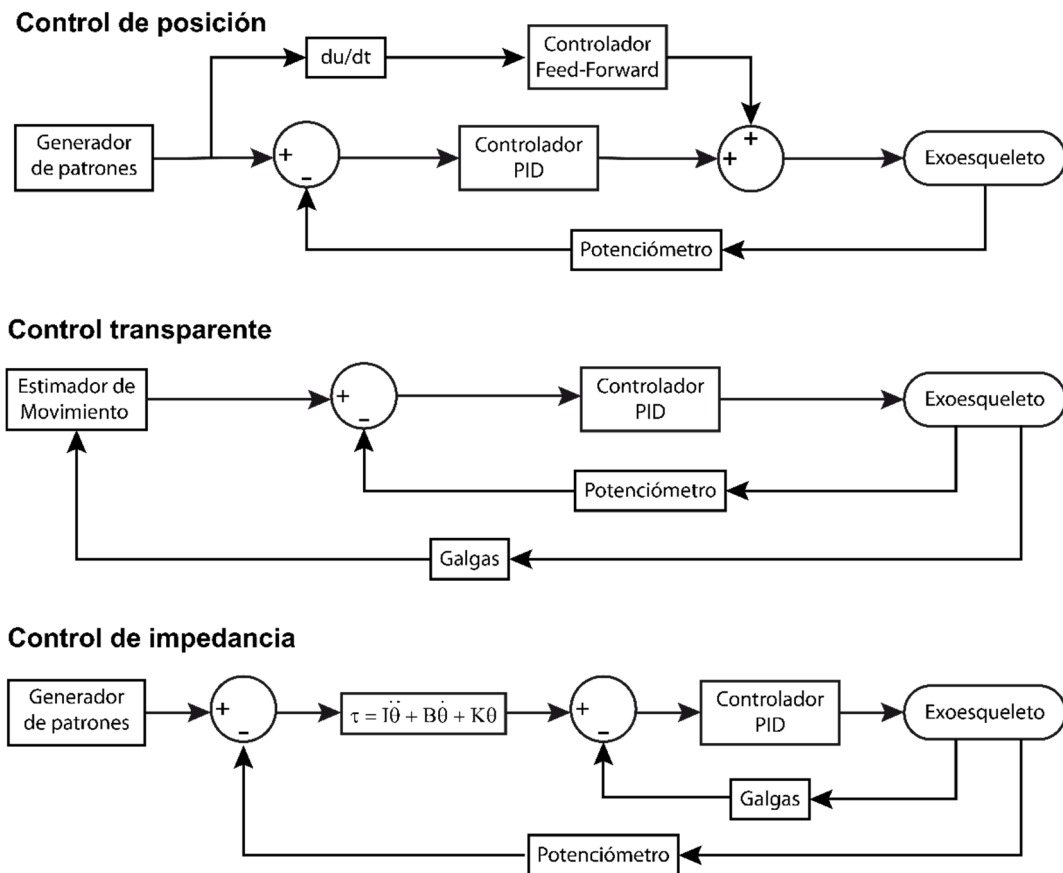 Control de posición
du/dt
Controlador
Feed-Forward
Generador
de patrones
+
-
Controlador
PID
+
+
Exoesqueleto
Potenciómetro
Control transparente
Estimador de
Movimiento
+
-
Controlador
PID
Exoesqueleto
Potenciómetro
Galgas
Control de impedancia
Generador
de patrones
+
-
τ = Iθ̈ + Bθ̇ + Kθ
+
-
Controlador
PID
Exoesqueleto
Galgas
Potenciómetro